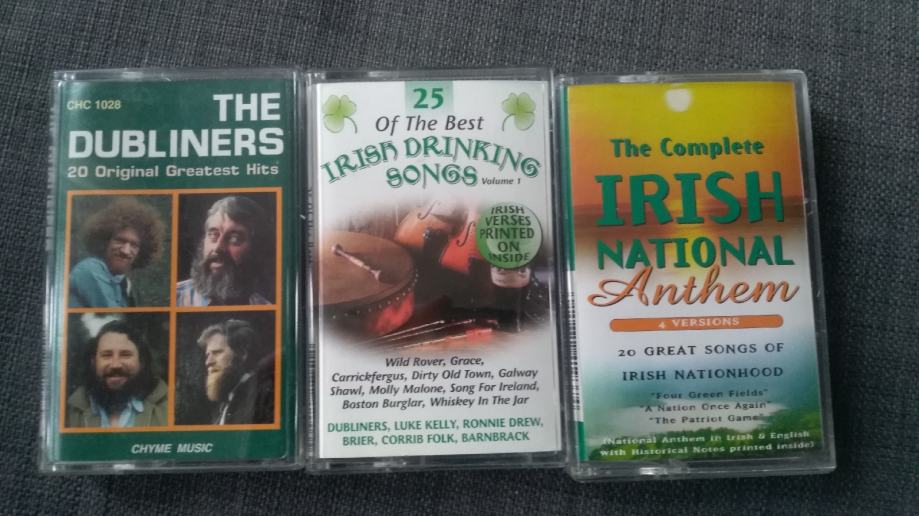 CHC 1028
THE
DUBLINERS
20 Original Greatest Hits
CHYME MUSIC
25
Of The Best
IRISH DRINKING
SONGS Volume 1
IRISH
VERSES
PRINTED
ON
INSIDE
Wild Rover, Grace,
Carrickfergus, Dirty Old Town, Galway
Shawl, Molly Malone, Song For Ireland,
Boston Burglar, Whiskey In The Jar
DUBLINERS, LUKE KELLY, RONNIE DREW,
BRIER, CORRIB FOLK, BARNBRACK
The Complete
IRISH
NATIONAL
Anthem
4 VERSIONS
20 GREAT SONGS OF
IRISH NATIONHOOD
"Four Green Fields"
"A Nation Once Again"
"The Patriot Game"
(National Anthem in Irish & English
with Historical Notes printed inside)